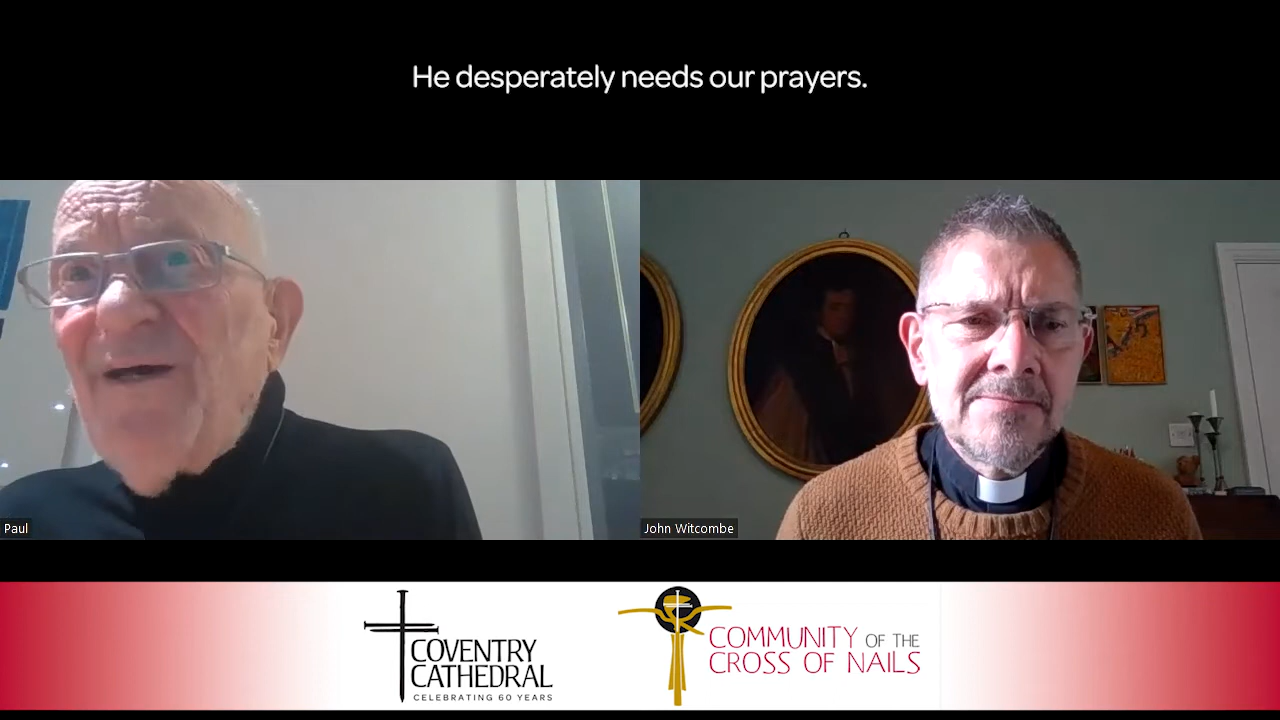 He desperately needs our prayers.
Paul
John Witcombe
COVENTRY
CATHEDRAL
CELEBRATING 60 YEARS
COMMUNITY OF THE
CROSS OF NAILS